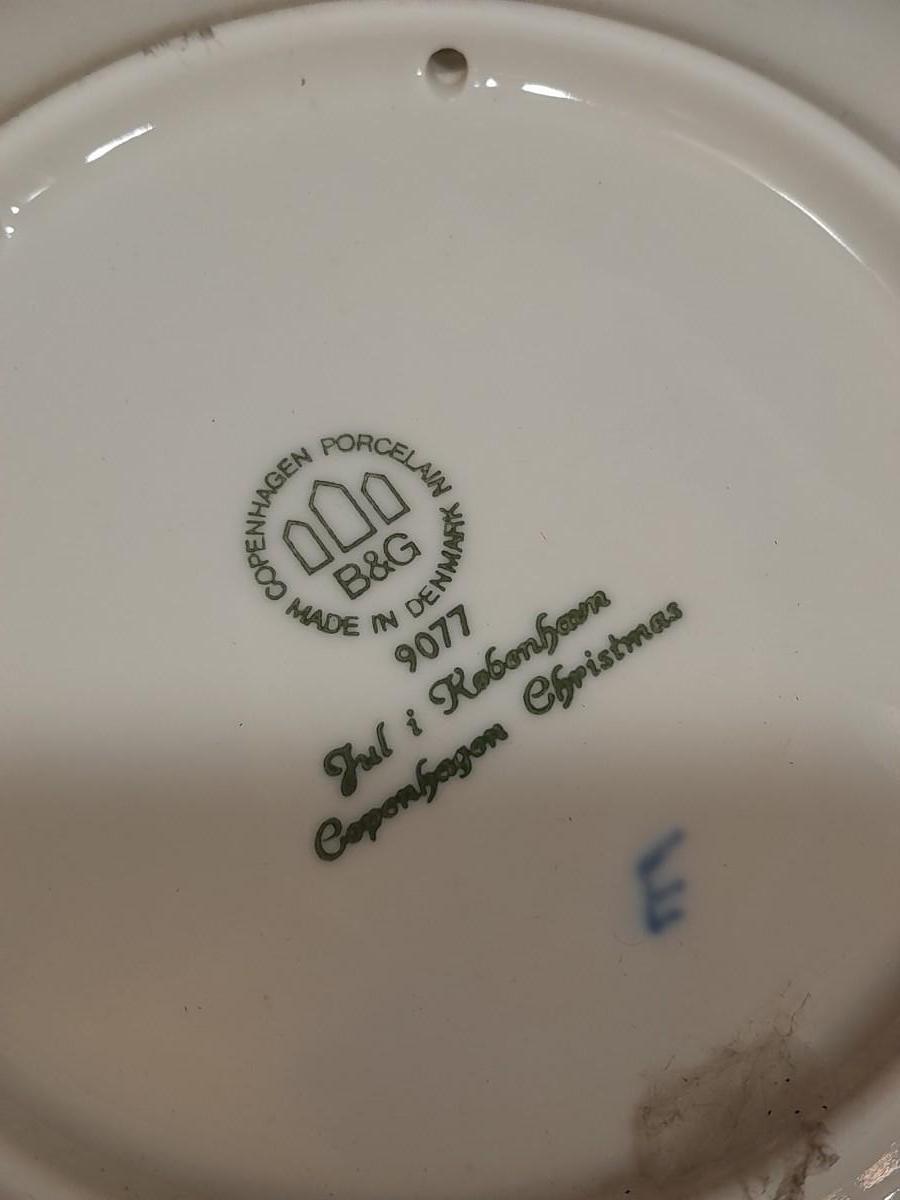 COPENHAGEN PORCELAIN
B&G
MADE IN DENMARK
9077
Jul i København
Copenhagen Christmas
E